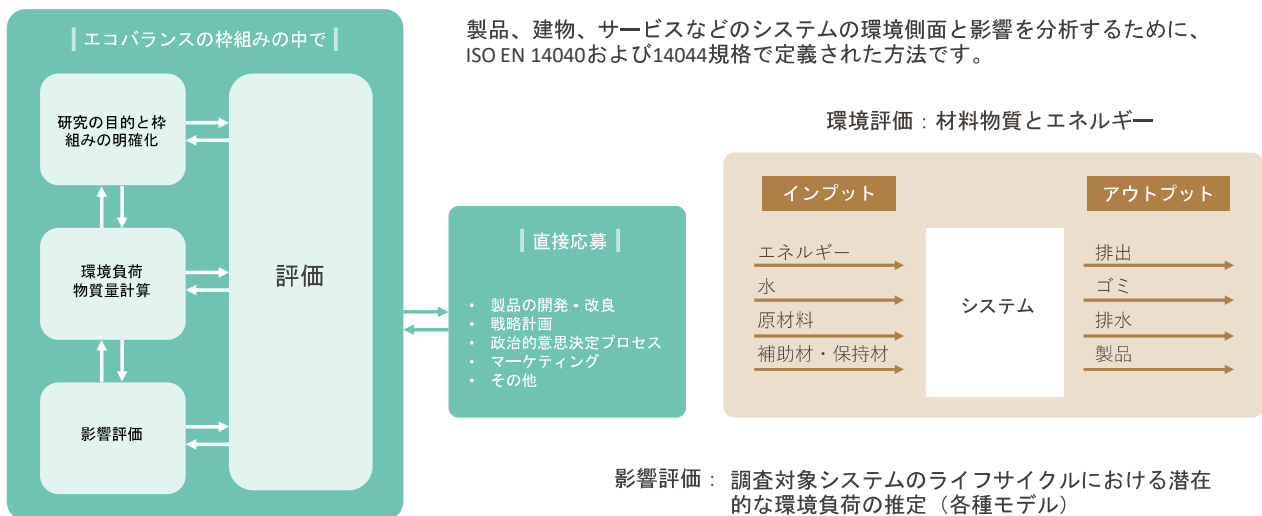 エコバランスの枠組みの中で
研究の目的と枠
組みの明確化
環境負荷
物質量計算
影響評価
評価
直接応募
• 製品の開発・改良
• 戦略計画
• 政治的意思決定プロセス
• マーケティング
• その他
製品、建物、サービスなどのシステムの環境側面と影響を分析するために、
ISO EN 14040および14044規格で定義された方法です。
環境評価：材料物質とエネルギー
インプット
エネルギー
水
原材料
補助材・保持材
システム
アウトプット
排出
ゴミ
排水
製品
影響評価： 調査対象システムのライフサイクルにおける潜在
的な環境負荷の推定（各種モデル）